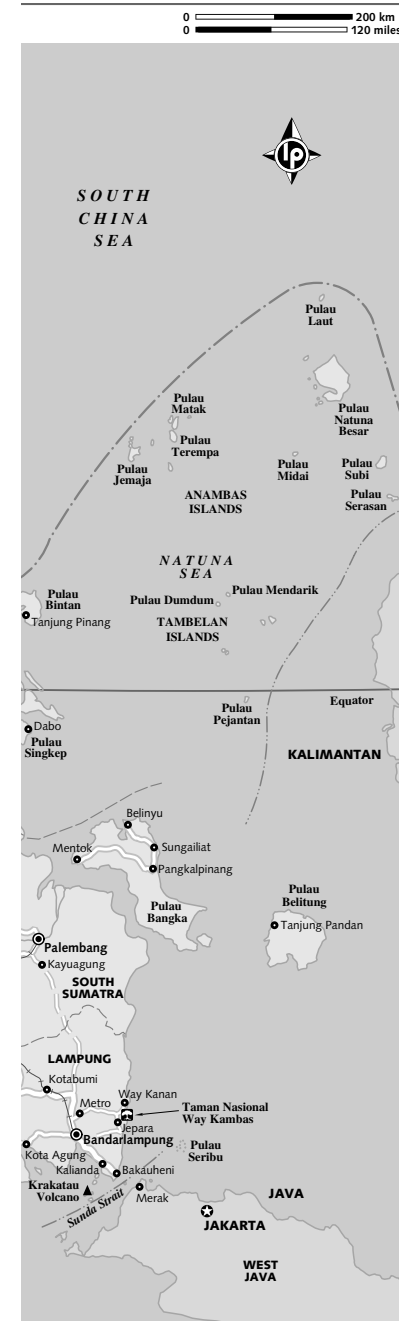 0 200 km
0 120 miles
lp
SOUTH
CHINA
SEA
Pulau
Laut
Pulau
Matak
Pulau
Natuna
Besar
Pulau
Terempa
Pulau
Jemaja
Pulau
Midai
Pulau
Subi
ANAMBAS
ISLANDS
Pulau
Serasan
NATUNA
SEA
Pulau
Bintan
Pulau Mendarik
Pulau Dumdum
Tanjung Pinang
TAMBELAN
ISLANDS
Pulau
Pejantan
Equator
Dabo
Pulau
Singkep
KALIMANTAN
Belinyu
Mentok
Sungailiat
Pangkalpinang
Pulau
Bangka
Pulau
Belitung
Tanjung Pandan
Palembang
Kayuagung
SOUTH
SUMATRA
LAMPUNG
Kotabumi
Way Kanan
Metro
Taman Nasional
Way Kambas
Jepara
Bandarlampung
Pulau
Seribu
Kota Agung
Kalianda
Bakauheni
Krakatau
Volcano
Sunda Strait
Merak
JAVA
JAKARTA
WEST
JAVA